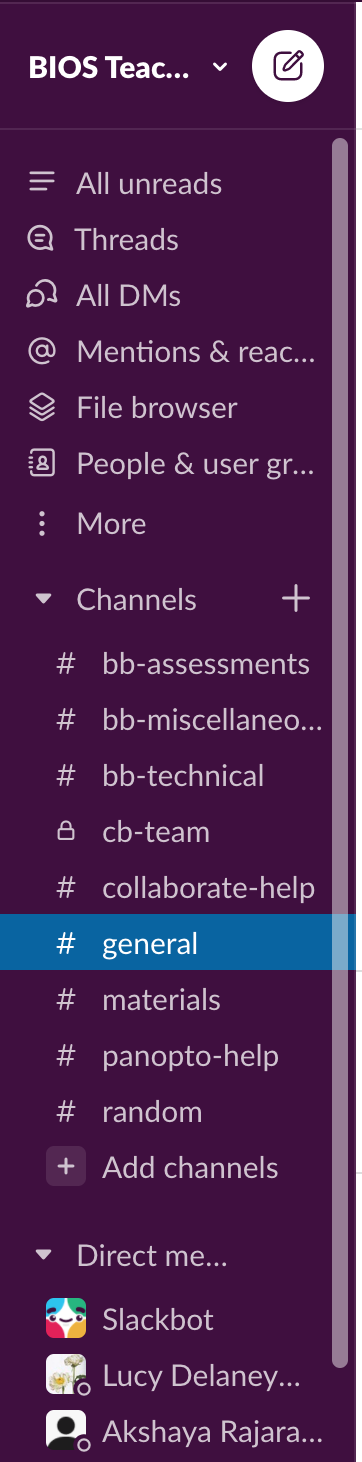 BIOS Teac...
All unreads
Threads
All DMs
Mentions & reac...
File browser
People & user gr...
More
Channels
# bb-assessments
# bb-miscellaneo...
# bb-technical
cb-team
# collaborate-help
# general
# materials
# panopto-help
# random
+ Add channels
Direct me...
Slackbot
Lucy Delaney...
Akshaya Rajara...